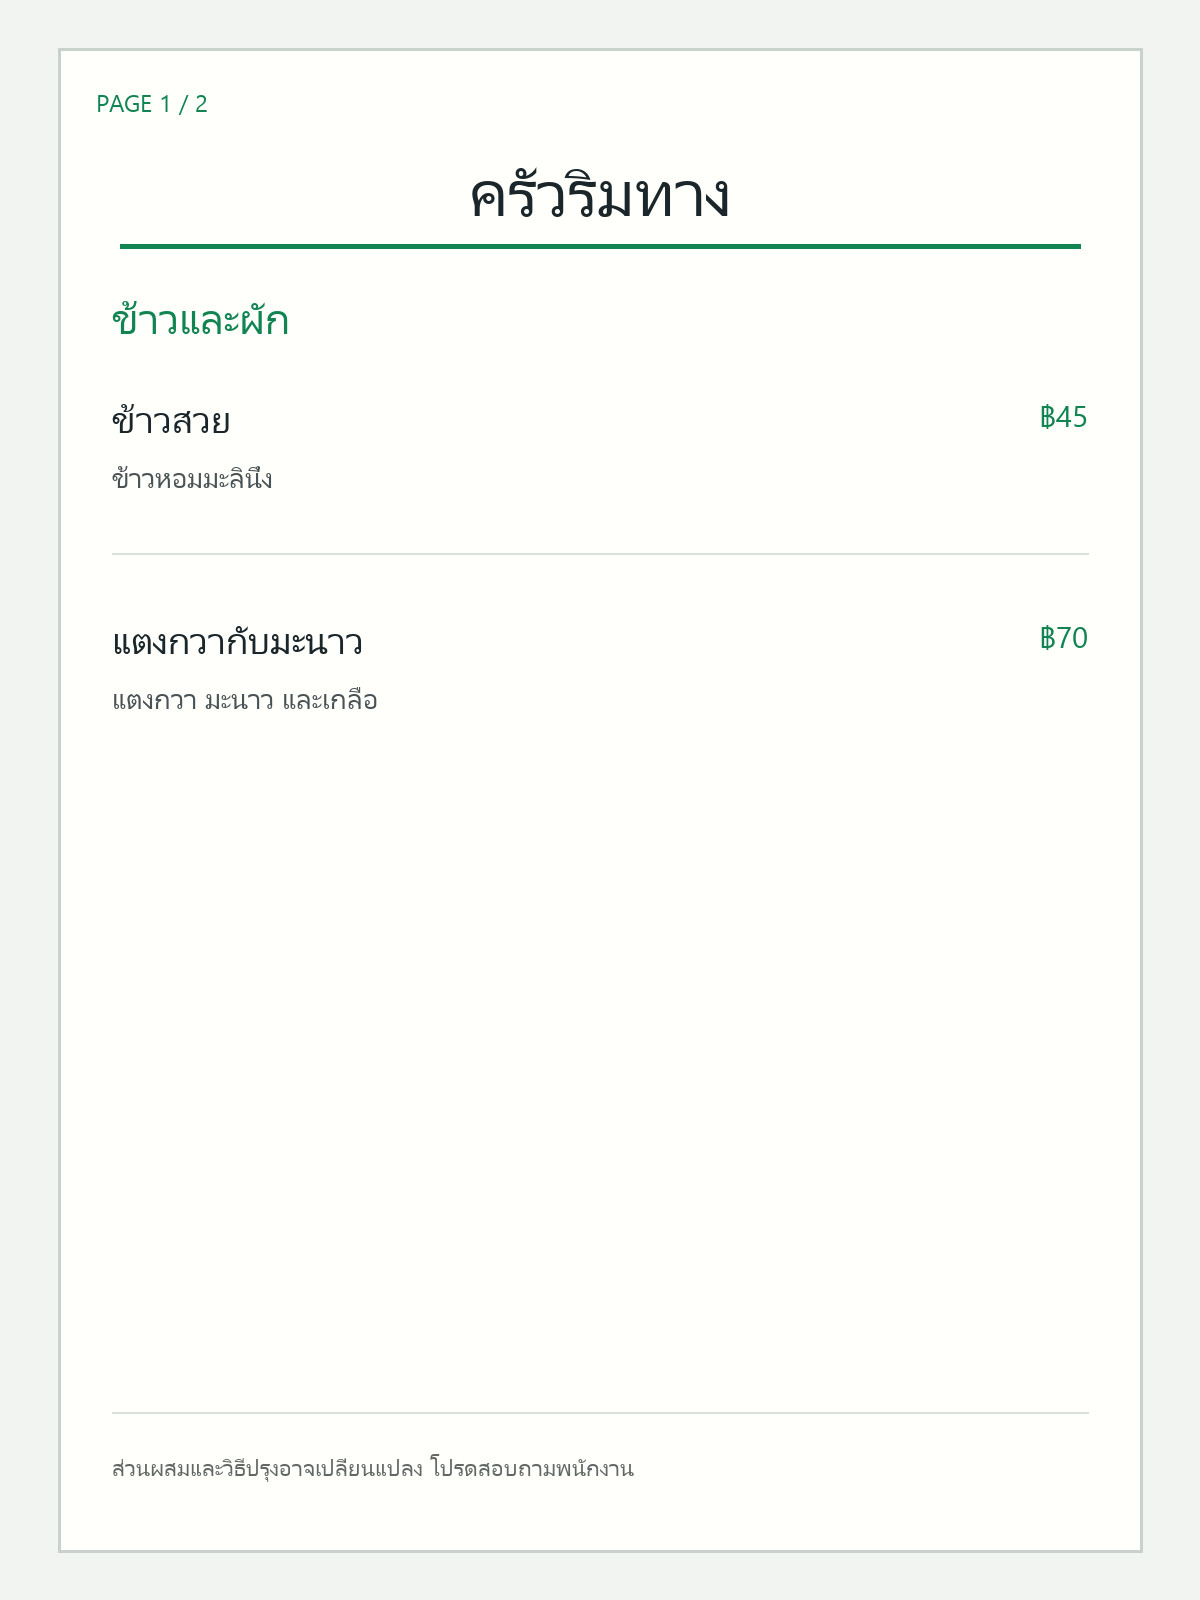 PAGE 1 / 2
ครัวริมทาง
ข้าวและผัก
ข้าวสวย ฿45
ข้าวหอมมะลินึ่ง
แตงกวากับมะนาว ฿70
แตงกวา มะนาว และเกลือ
ส่วนผสมและวิธีปรุงอาจเปลี่ยนแปลง โปรดสอบถามพนักงาน